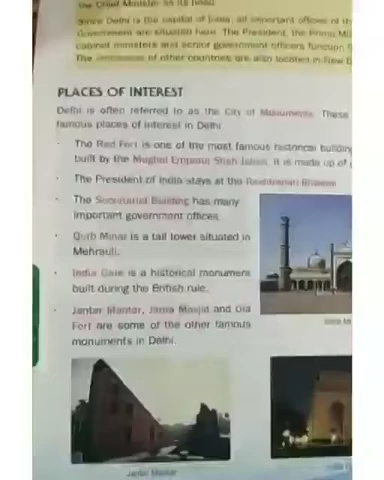 the Chief Minister as its head.
Since Delhi is the capital of India, all important offices of th
Government are situated here. The President, the Prime Mi
cabinet ministers and senior government officers function f
The embassies of other countries are also located in New D
PLACES OF INTEREST
Delhi is often referred to as the City of Monuments. These
famous places of interest in Delhi
· The Red Fort is one of the most famous historical building
built by the Mughal Emperor Shah Jahan. It is made up of
· The President of India stays at the Rashtrapati Bhawan
· The Secretariat Building has many
important government offices.
· Qutb Minar is a tall tower situated in
Mehrauli.
· India Gate is a historical monument
built during the British rule.
· Jantar Mantar, Jama Masjid and Old
Fort are some of the other famous
monuments in Delhi.
Jama M
Jantar Mantar
India G